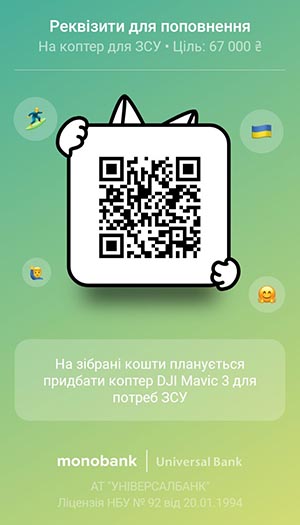 Реквізити для поповнення
На коптер для ЗСУ • Ціль: 67 000 ₴
На зібрані кошти планується
придбати коптер DJI Mavic 3 для
потреб ЗСУ
monobank | Universal Bank
АТ "УНІВЕРСАЛБАНК"
Ліцензія НБУ № 92 від 20.01.1994